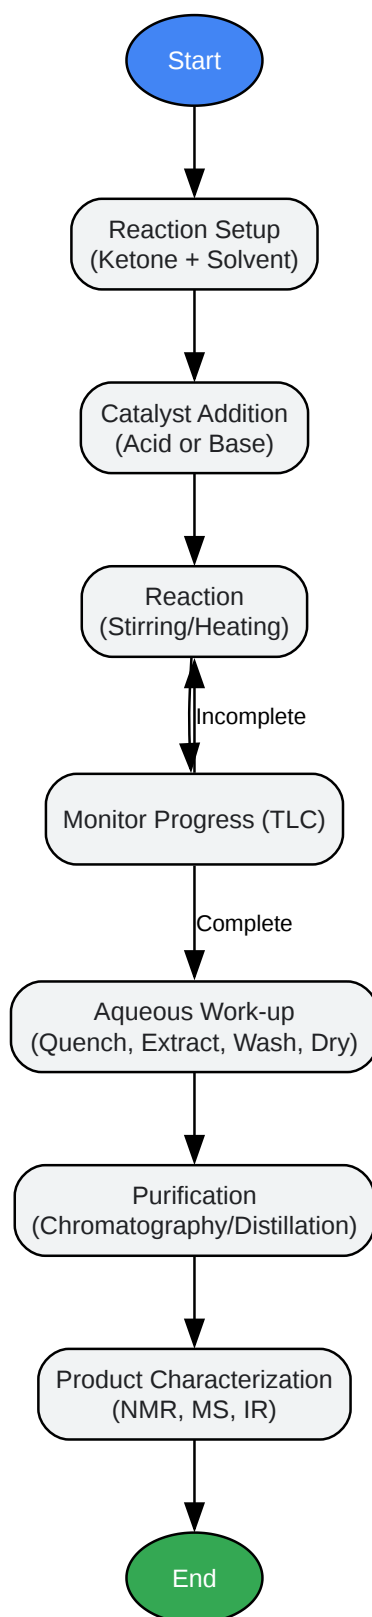 Start
Reaction Setup
(Ketone + Solvent)
Catalyst Addition
(Acid or Base)
Reaction
(Stirring/Heating)
Incomplete
Monitor Progress (TLC)
Complete
Aqueous Work-up
(Quench, Extract, Wash, Dry)
Purification
(Chromatography/Distillation)
Product Characterization
(NMR, MS, IR)
End